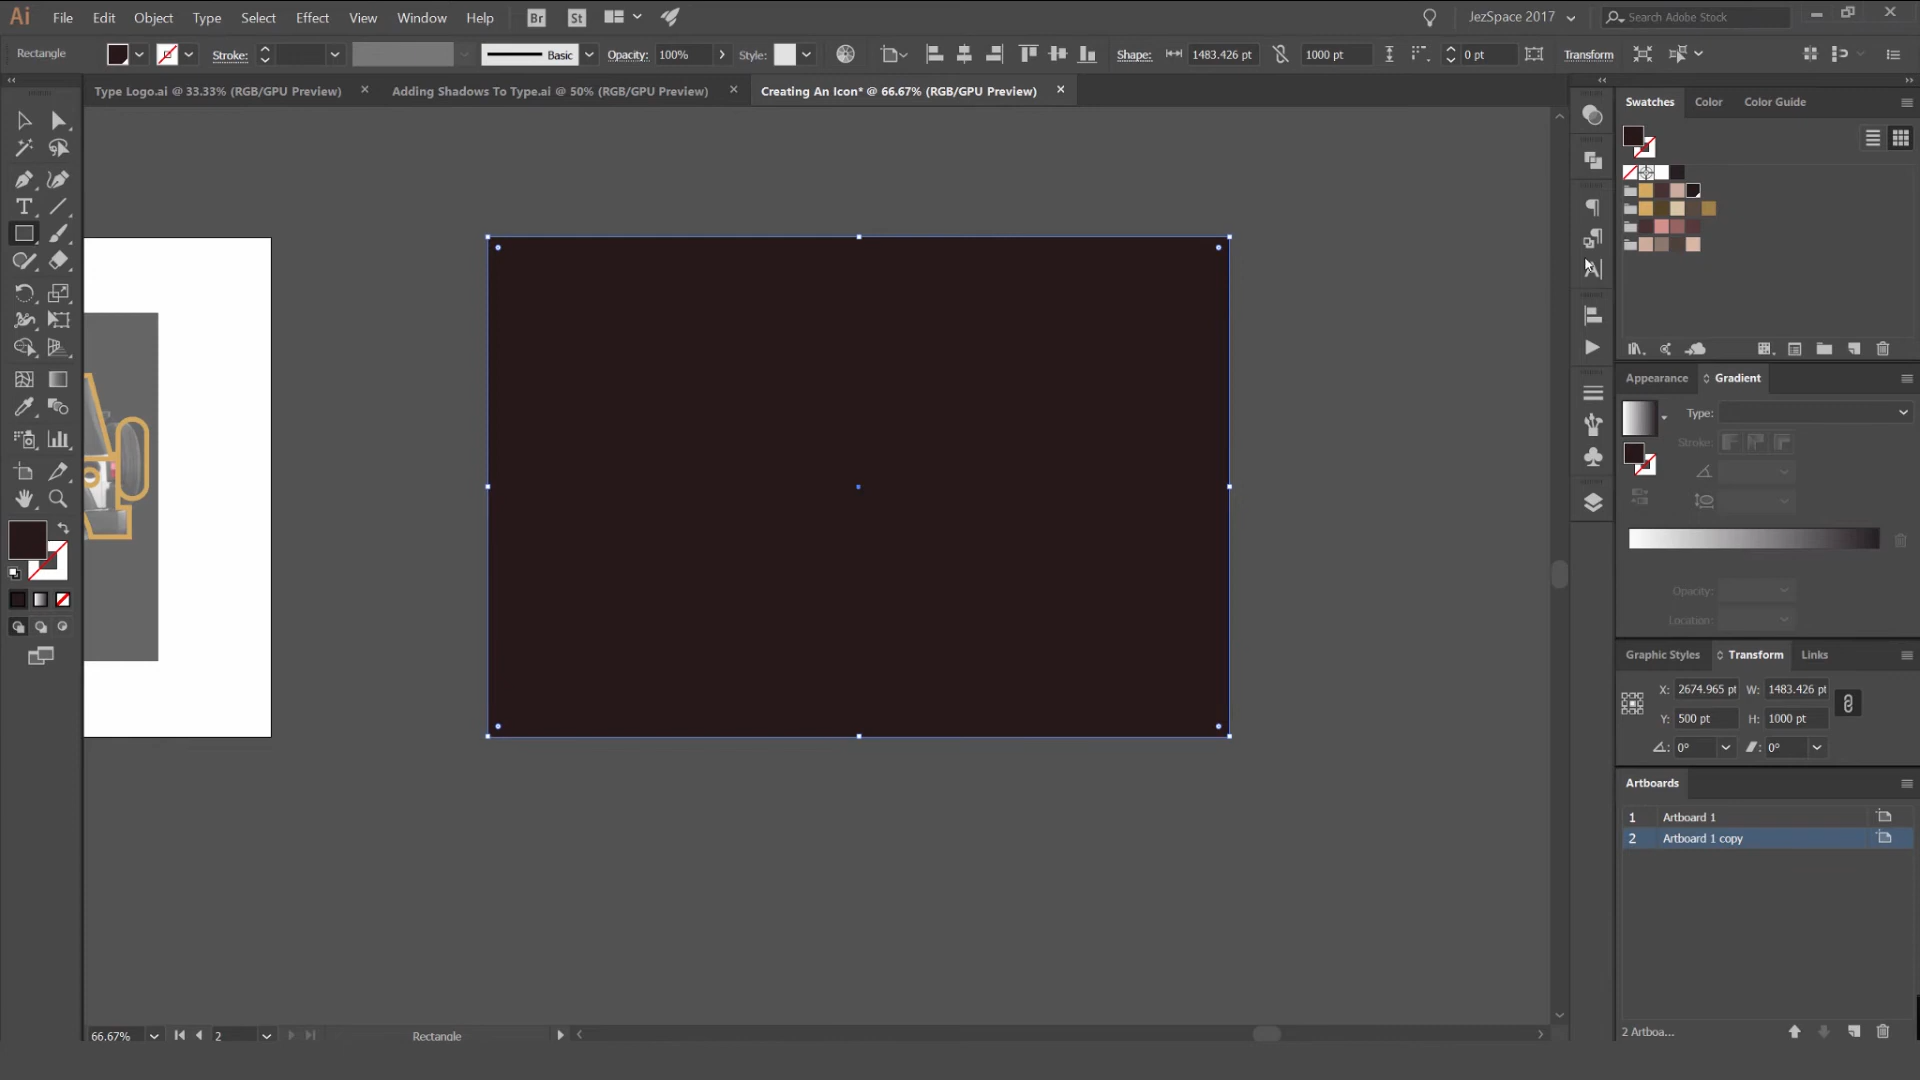 Ai File Edit Object Type Select Effect View Window Help Br St JezSpace 2017 Search Adobe Stock
Rectangle Stroke: Basic Opacity: 100% Style: Shape: 1483.426 pt 1000 pt 0 pt Transform
Type Logo.ai @ 33.33% (RGB/GPU Preview) Adding Shadows To Type.ai @ 50% (RGB/GPU Preview) Creating An Icon* @ 66.67% (RGB/GPU Preview)
Swatches Color Color Guide
Appearance Gradient
Type:
Stroke:
Opacity:
Location:
Graphic Styles Transform Links
X: 2674.965 pt W: 1483.426 pt
Y: 500 pt H: 1000 pt
0° 0°
Artboards
1 Artboard 1
2 Artboard 1 copy
2 Artboa...
66.67% 2 Rectangle